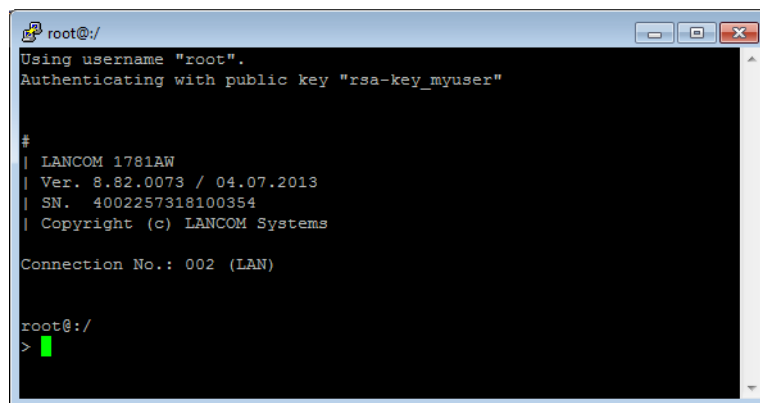 root@:/
Using username "root".
Authenticating with public key "rsa-key_myuser"
#
| LANCOM 1781AW
| Ver. 8.82.0073 / 04.07.2013
| SN.  4002257318100354
| Copyright (c) LANCOM Systems
Connection No.: 002 (LAN)
root@:/
>